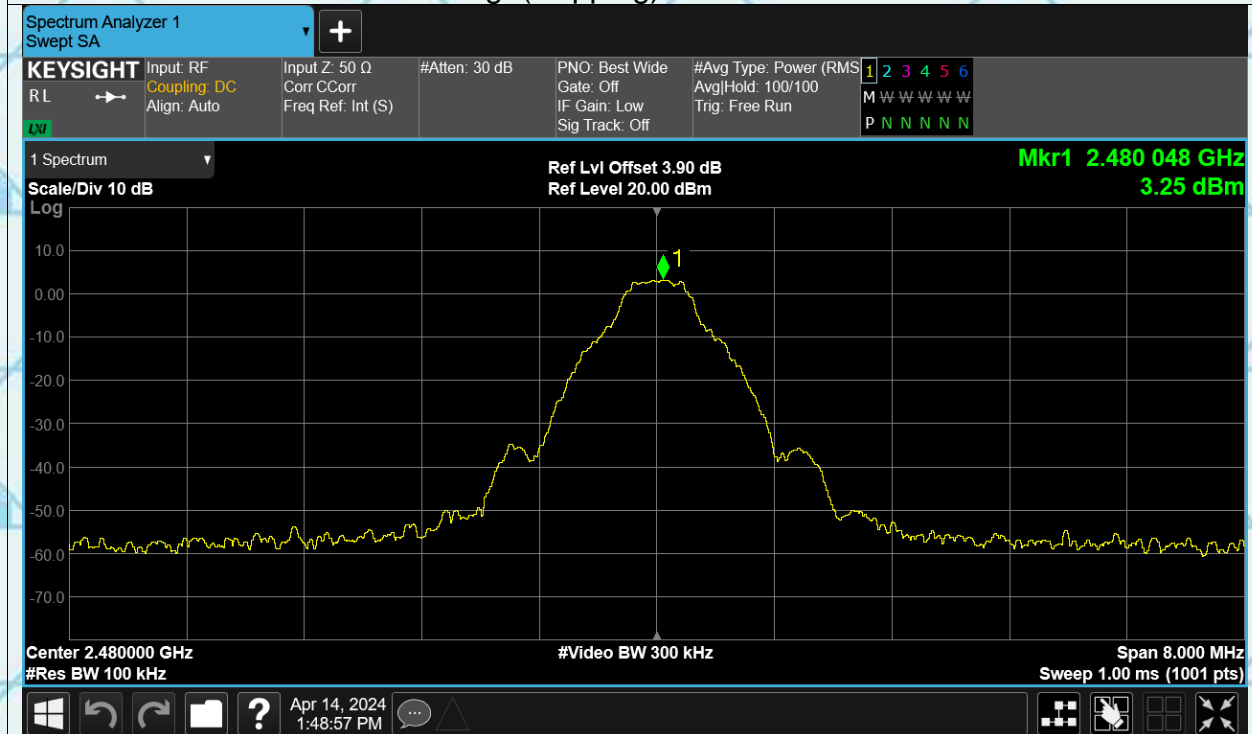 Spectrum Analyzer 1
Swept SA
+
KEYSIGHT
R L
LXI
Input: RF
Coupling: DC
Align: Auto
Input Z: 50 Ω
Corr CCorr
Freq Ref: Int (S)
#Atten: 30 dB
PNO: Best Wide
Gate: Off
IF Gain: Low
Sig Track: Off
#Avg Type: Power (RMS
Avg|Hold: 100/100
Trig: Free Run
1 2 3 4 5 6
M W W W W W
P N N N N N
1 Spectrum
Scale/Div 10 dB
Log
Ref Lvl Offset 3.90 dB
Ref Level 20.00 dBm
Mkr1 2.480 048 GHz
3.25 dBm
1
10.0
0.00
-10.0
-20.0
-30.0
-40.0
-50.0
-60.0
-70.0
Center 2.480000 GHz
#Res BW 100 kHz
#Video BW 300 kHz
Span 8.000 MHz
Sweep 1.00 ms (1001 pts)
?
Apr 14, 2024
1:48:57 PM